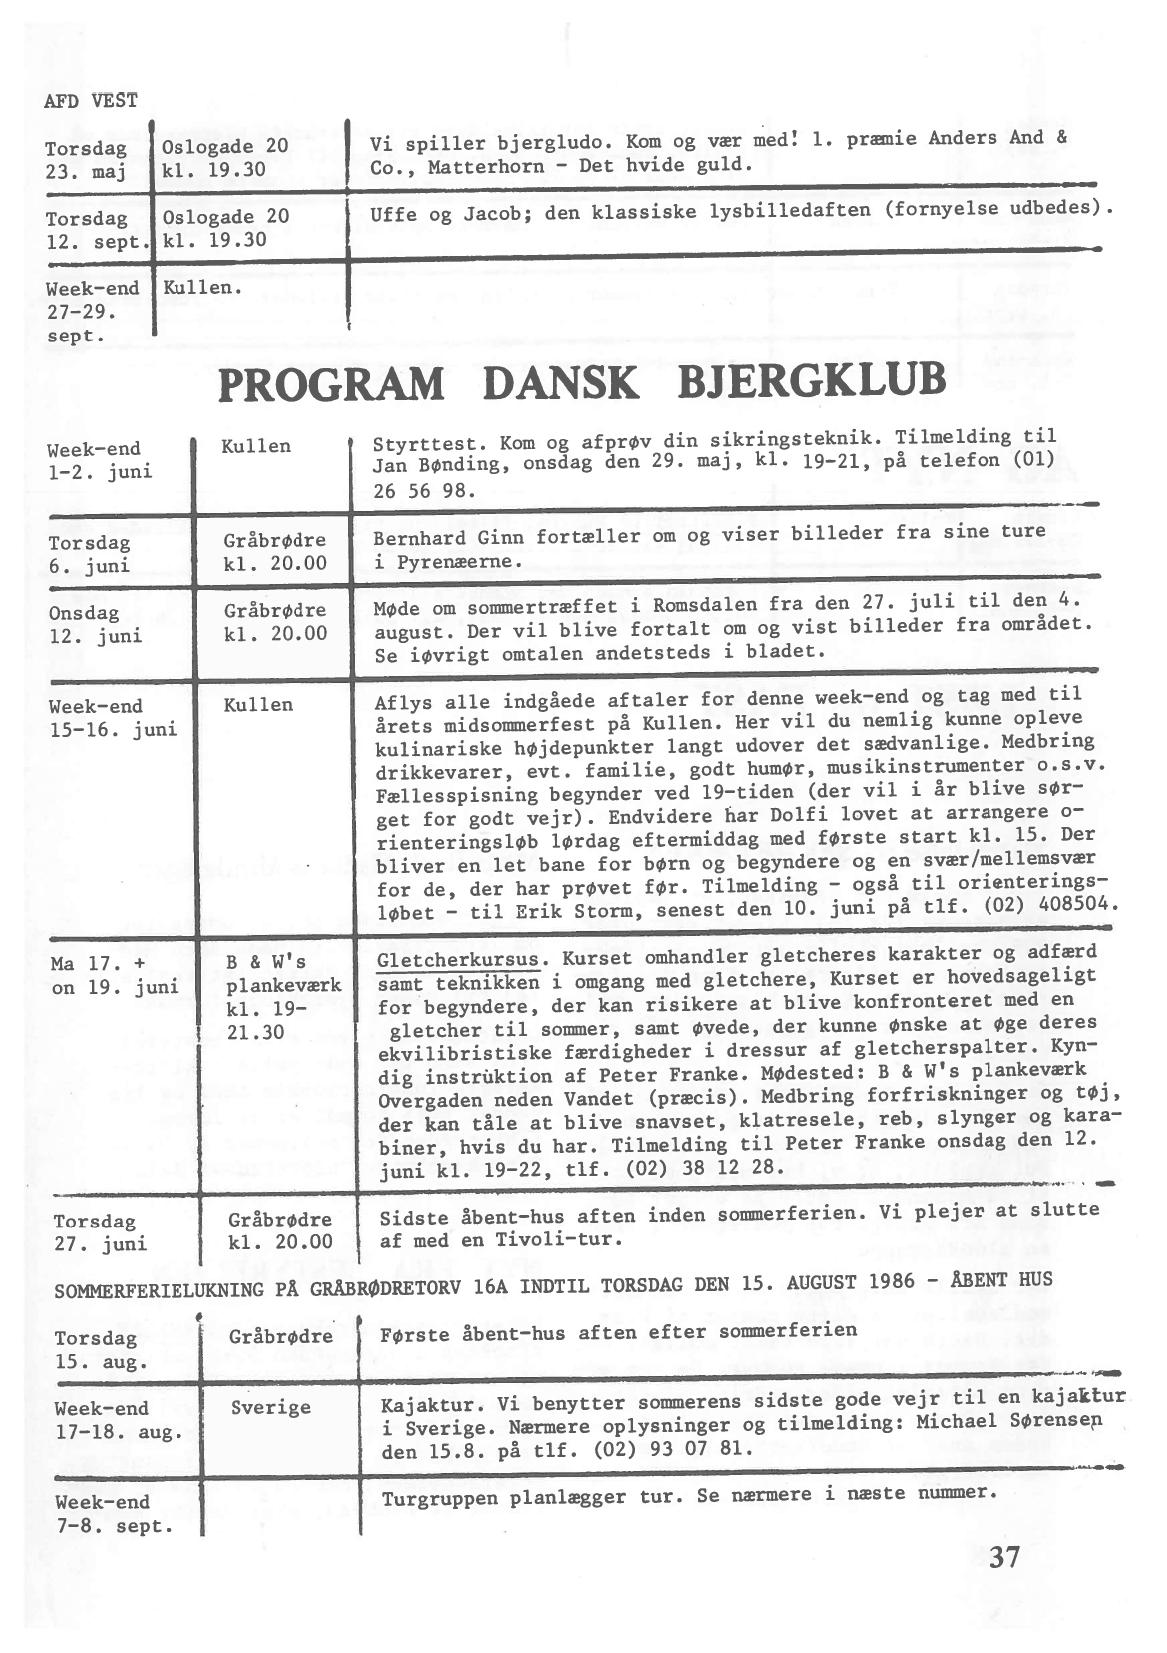 AFD VEST
Torsdag 23. maj
Oslogade 20 kl. 19.30
Vi spiller bjergludo. Kom og vær med! 1. præmie Anders And &
Co., Matterhorn - Det hvide guld.
Torsdag 12. sept.
Oslogade 20 kl. 19.30
Uffe og Jacob; den klassiske lysbilledaften (fornyelse udbedes).
Week-end 27-29. sept.
Kullen.
PROGRAM DANSK BJERGKLUB
Week-end 1-2. juni
Kullen
Styrttest. Kom og afprøv din sikringsteknik. Tilmelding til
Jan Bønding, onsdag den 29. maj, kl. 19-21, på telefon (01)
26 56 98.
Torsdag 6. juni
Gråbrødre kl. 20.00
Bernhard Ginn fortæller om og viser billeder fra sine ture
i Pyrenæerne.
Onsdag 12. juni
Gråbrødre kl. 20.00
Møde om sommertræffet i Romsdalen fra den 27. juli til den 4.
august. Der vil blive fortalt om og vist billeder fra området.
Se iøvrigt omtalen andetsteds i bladet.
Week-end 15-16. juni
Kullen
Aflys alle indgåede aftaler for denne week-end og tag med til
årets midsommerfest på Kullen. Her vil du nemlig kunne opleve
kulinariske højdepunkter langt udover det sædvanlige. Medbring
drikkevarer, evt. familie, godt humør, musikinstrumenter o.s.v.
Fællesspisning begynder ved 19-tiden (der vil i år blive sør-
get for godt vejr). Endvidere har Dolfi lovet at arrangere o-
rienteringsløb lørdag eftermiddag med første start kl. 15. Der
bliver en let bane for børn og begyndere og en svær/mellemsvær
for de, der har prøvet før. Tilmelding - også til orienterings-
løbet - til Erik Storm, senest den 10. juni på tlf. (02) 408504.
Ma 17. + on 19. juni
B & W's plankeværk kl. 19-21.30
Gletcherkursus. Kurset omhandler gletcheres karakter og adfærd
samt teknikken i omgang med gletchere, Kurset er hovedsageligt
for begyndere, der kan risikere at blive konfronteret med en
gletcher til sommer, samt øvede, der kunne ønske at øge deres
ekvilibristiske færdigheder i dressur af gletcherspalter. Kyn-
dig instruktion af Peter Franke. Mødested: B & W's plankeværk
Overgaden neden Vandet (præcis). Medbring forfriskninger og tøj,
der kan tåle at blive snavset, klatresele, reb, slynger og kara-
biner, hvis du har. Tilmelding til Peter Franke onsdag den 12.
juni kl. 19-22, tlf. (02) 38 12 28.
Torsdag 27. juni
Gråbrødre kl. 20.00
Sidste åbent-hus aften inden sommerferien. Vi plejer at slutte
af med en Tivoli-tur.
SOMMERFERIELUKNING PÅ GRÅBRØDRETORV 16A INDTIL TORSDAG DEN 15. AUGUST 1986 - ÅBENT HUS
Torsdag 15. aug.
Gråbrødre
Første åbent-hus aften efter sommerferien
Week-end 17-18. aug.
Sverige
Kajaktur. Vi benytter sommerens sidste gode vejr til en kajaktur
i Sverige. Nærmere oplysninger og tilmelding: Michael Sørensen
den 15.8. på tlf. (02) 93 07 81.
Week-end 7-8. sept.
Turgruppen planlægger tur. Se nærmere i næste nummer.
37